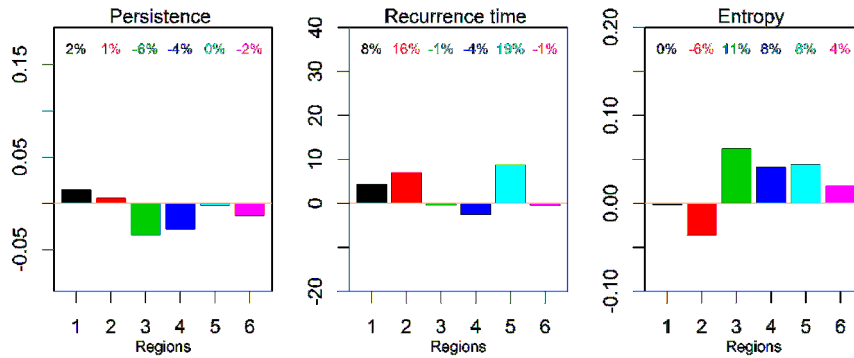 Persistence
2% 1% -6% -4% 0% -2%
0.15
0.05
-0.05
1 2 3 4 5 6
Regions
Recurrence time
8% 16% -1% -4% 19% -1%
40
20
10
0
-20
1 2 3 4 5 6
Regions
Entropy
0% -6% 11% 8% 8% 4%
0.20
0.10
0.00
-0.10
1 2 3 4 5 6
Regions